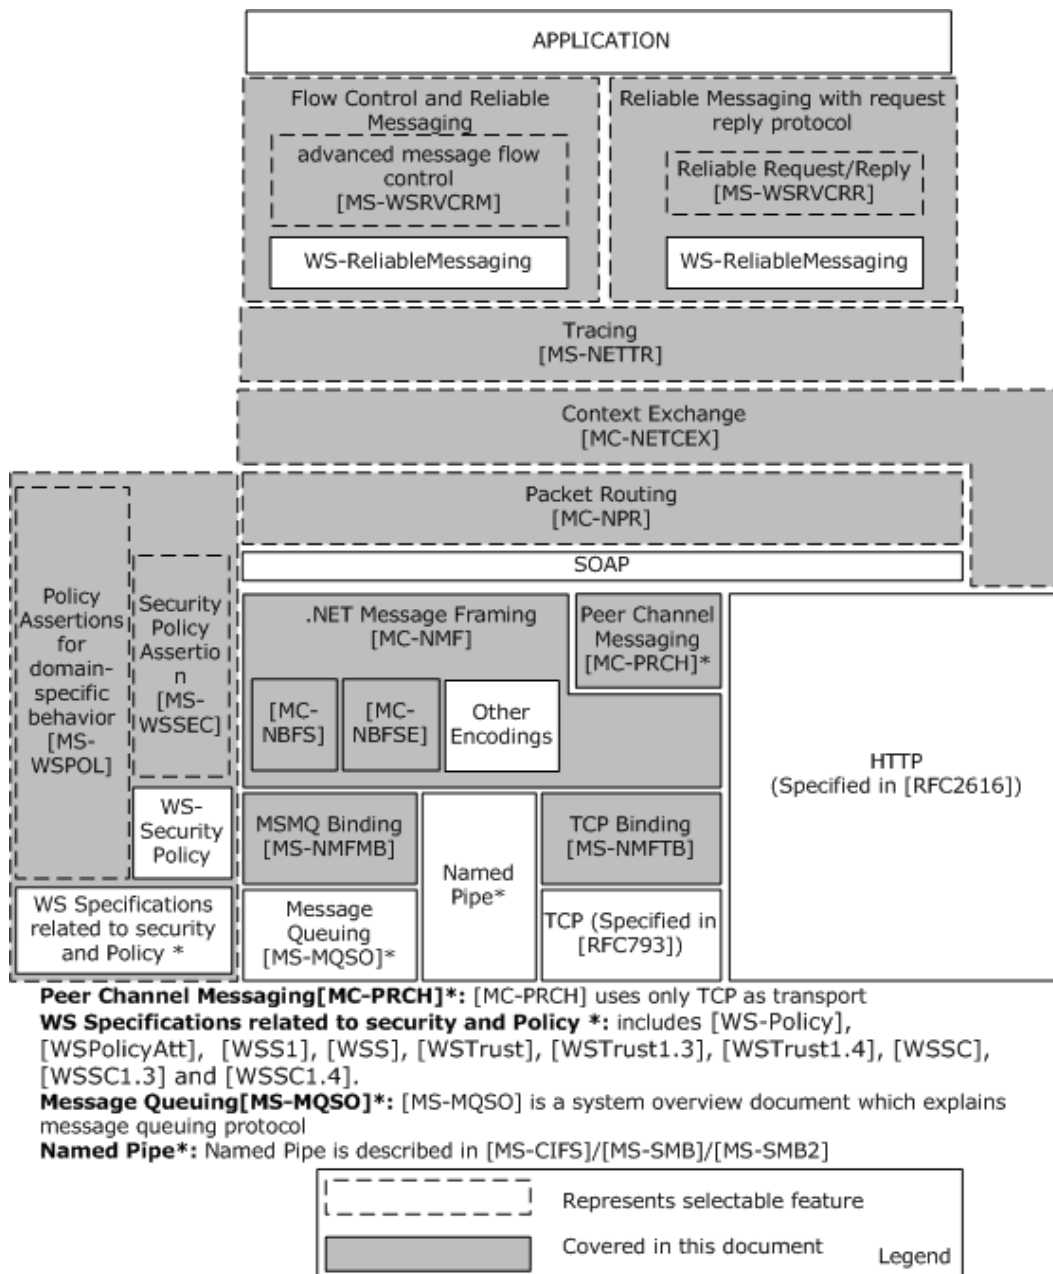 APPLICATION
Flow Control and Reliable
Messaging
advanced message flow
control
[MS-WSRVCRM]
WS-ReliableMessaging
Reliable Messaging with request
reply protocol
Reliable Request/Reply
[MS-WSRVCRR]
WS-ReliableMessaging
Tracing
[MS-NETTR]
Context Exchange
[MC-NETCEX]
Packet Routing
[MC-NPR]
SOAP
Policy
Assertions
for
domain-
specific
behavior
[MS-
WSPOL]
Security
Policy
Assertio
n
[MS-
WSSEC]
WS-
Security
Policy
WS Specifications
related to security
and Policy *
.NET Message Framing
[MC-NMF]
[MC-
NBFS]
[MC-
NBFSE]
Other
Encodings
Peer Channel
Messaging
[MC-PRCH]*
HTTP
(Specified in [RFC2616])
MSMQ Binding
[MS-NMFMB]
Named
Pipe*
TCP Binding
[MS-NMFTB]
Message
Queuing
[MS-MQSO]*
TCP (Specified in
[RFC793])
Peer Channel Messaging[MC-PRCH]*: [MC-PRCH] uses only TCP as transport
WS Specifications related to security and Policy *: includes [WS-Policy],
[WSPolicyAtt], [WSS1], [WSS], [WSTrust], [WSTrust1.3], [WSTrust1.4], [WSSC],
[WSSC1.3] and [WSSC1.4].
Message Queuing[MS-MQSO]*: [MS-MQSO] is a system overview document which explains
message queuing protocol
Named Pipe*: Named Pipe is described in [MS-CIFS]/[MS-SMB]/[MS-SMB2]
Represents selectable feature
Covered in this document
Legend